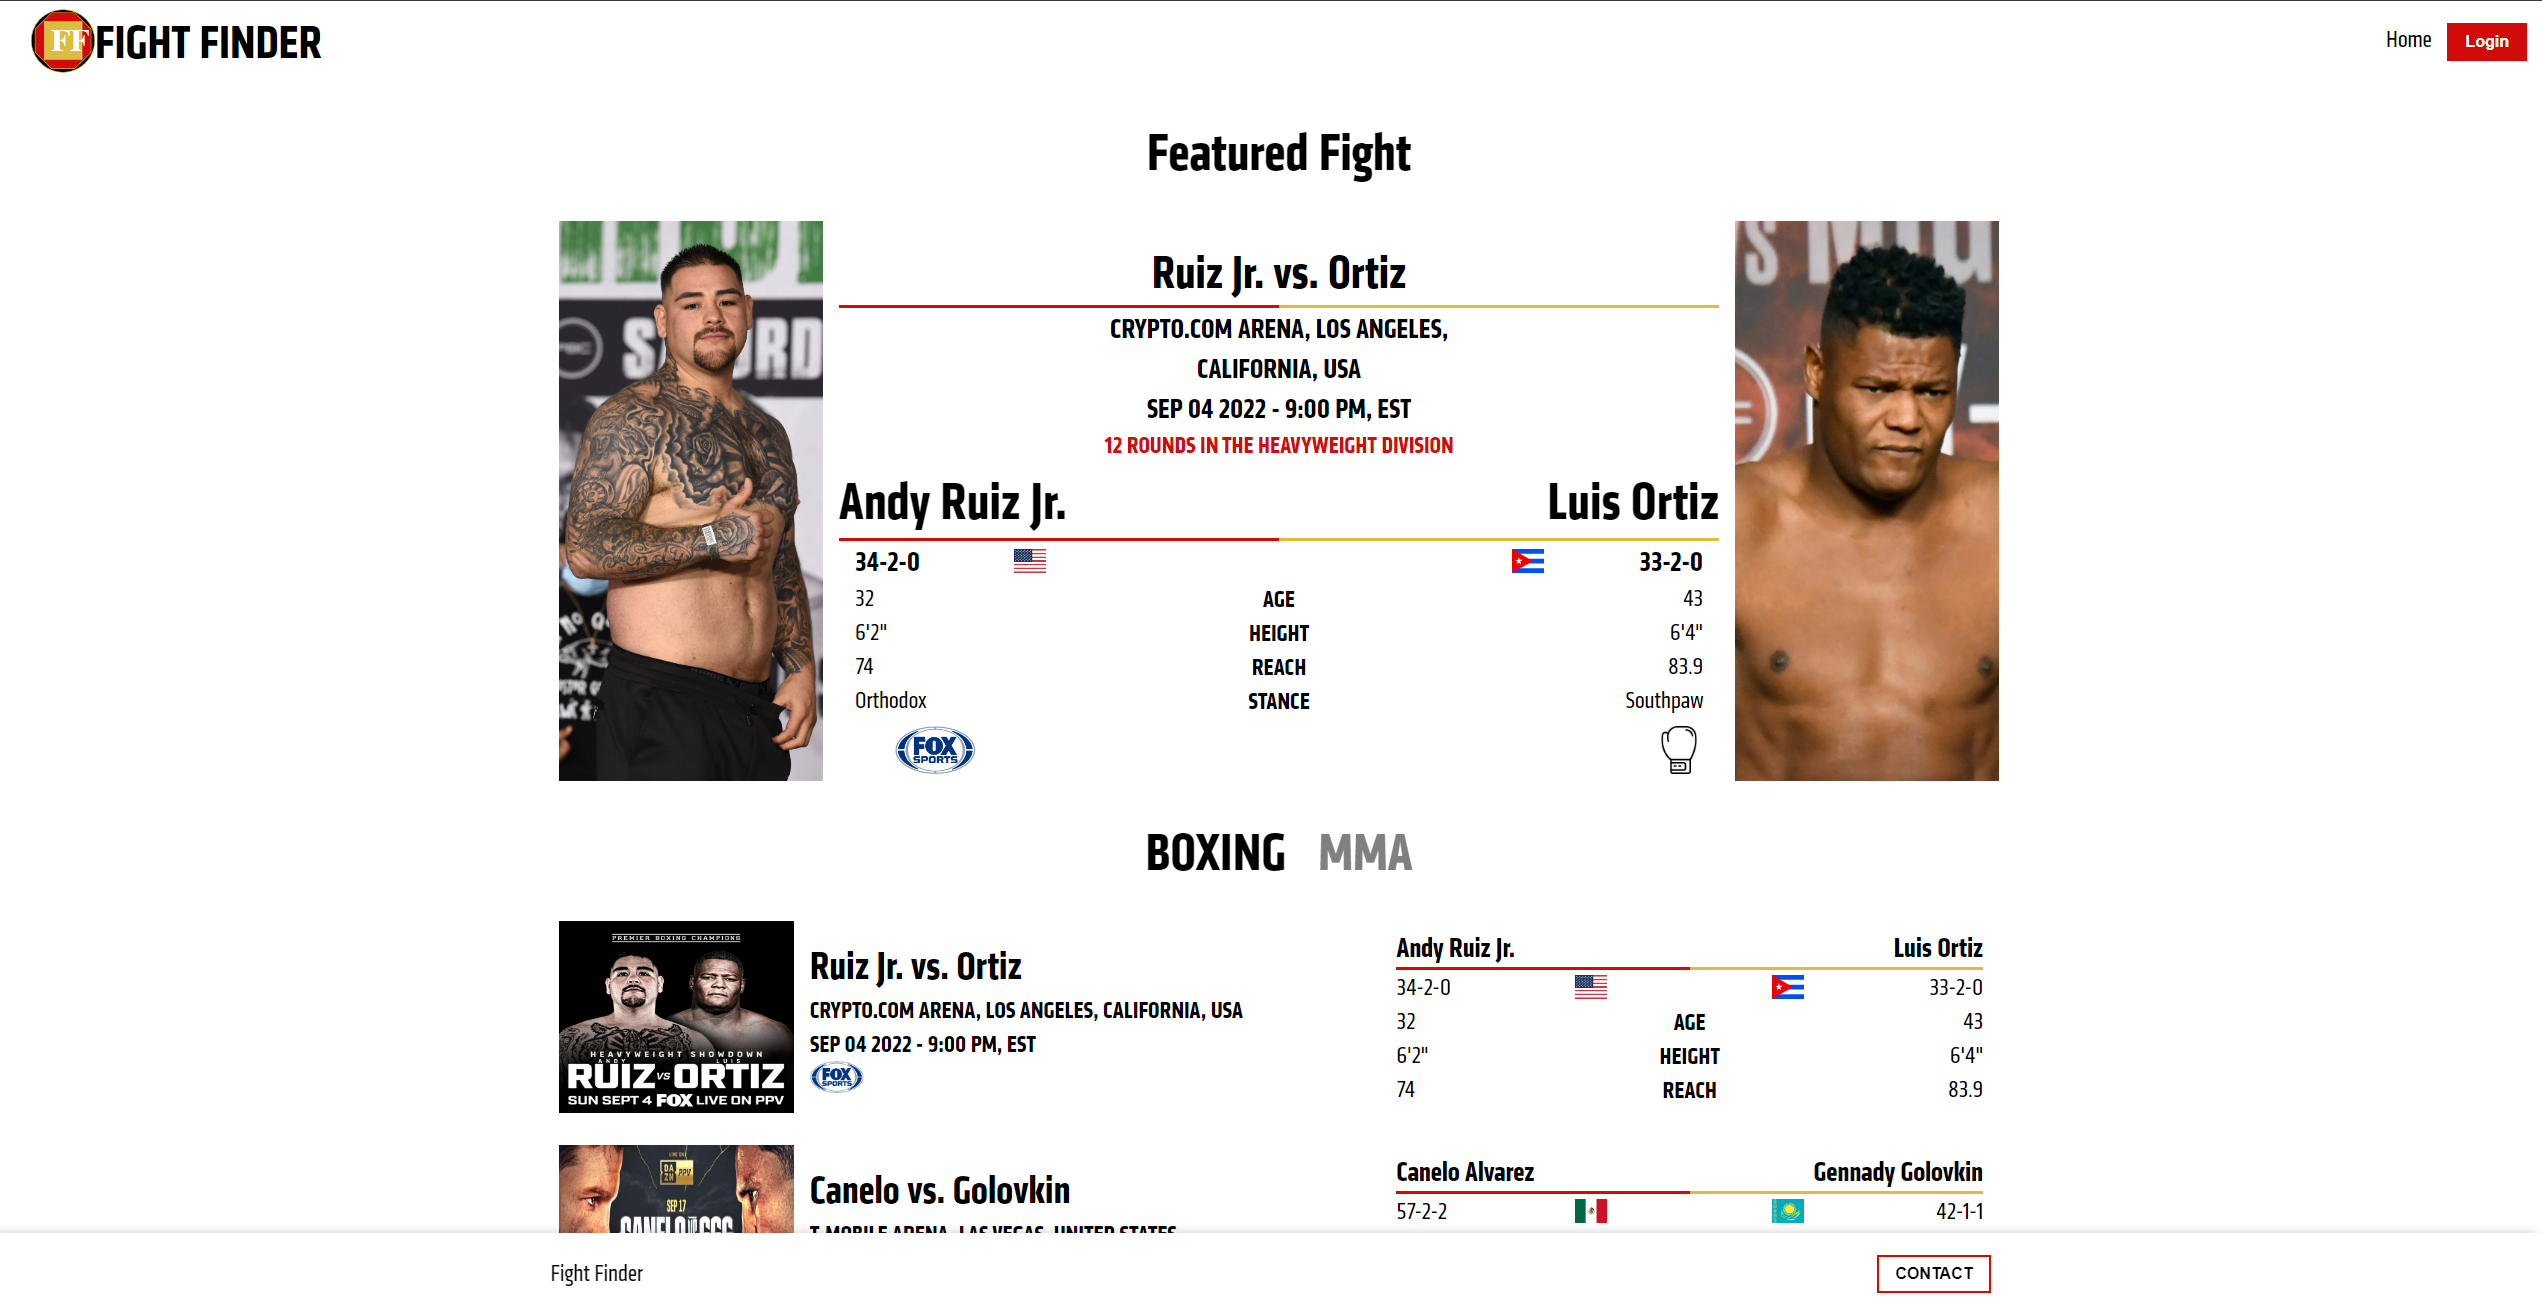 FF FIGHT FINDER
Home
Login
Featured Fight
Ruiz Jr. vs. Ortiz
CRYPTO.COM ARENA, LOS ANGELES,
CALIFORNIA, USA
SEP 04 2022 - 9:00 PM, EST
12 ROUNDS IN THE HEAVYWEIGHT DIVISION
Andy Ruiz Jr. Luis Ortiz
34-2-0 33-2-0
32 AGE 43
6'2" HEIGHT 6'4"
74 REACH 83.9
Orthodox STANCE Southpaw
FOX
SPORTS
BOXING MMA
PREMIER BOXING CHAMPIONS
HEAVYWEIGHT SHOWDOWN
ANDY LUIS
RUIZ VS ORTIZ
SUN SEPT 4 FOX LIVE ON PPV
Ruiz Jr. vs. Ortiz
CRYPTO.COM ARENA, LOS ANGELES, CALIFORNIA, USA
SEP 04 2022 - 9:00 PM, EST
FOX
SPORTS
Andy Ruiz Jr. Luis Ortiz
34-2-0 33-2-0
32 AGE 43
6'2" HEIGHT 6'4"
74 REACH 83.9
LIVE ON
DAZN PPV
SEP 17
CANELO VS GGG
Canelo vs. Golovkin
T-MOBILE ARENA, LAS VEGAS, UNITED STATES
Canelo Alvarez Gennady Golovkin
57-2-2 42-1-1
Fight Finder
CONTACT